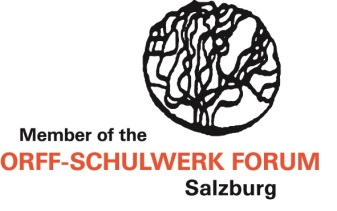 Member of the
ORFF-SCHULWERK FORUM
Salzburg